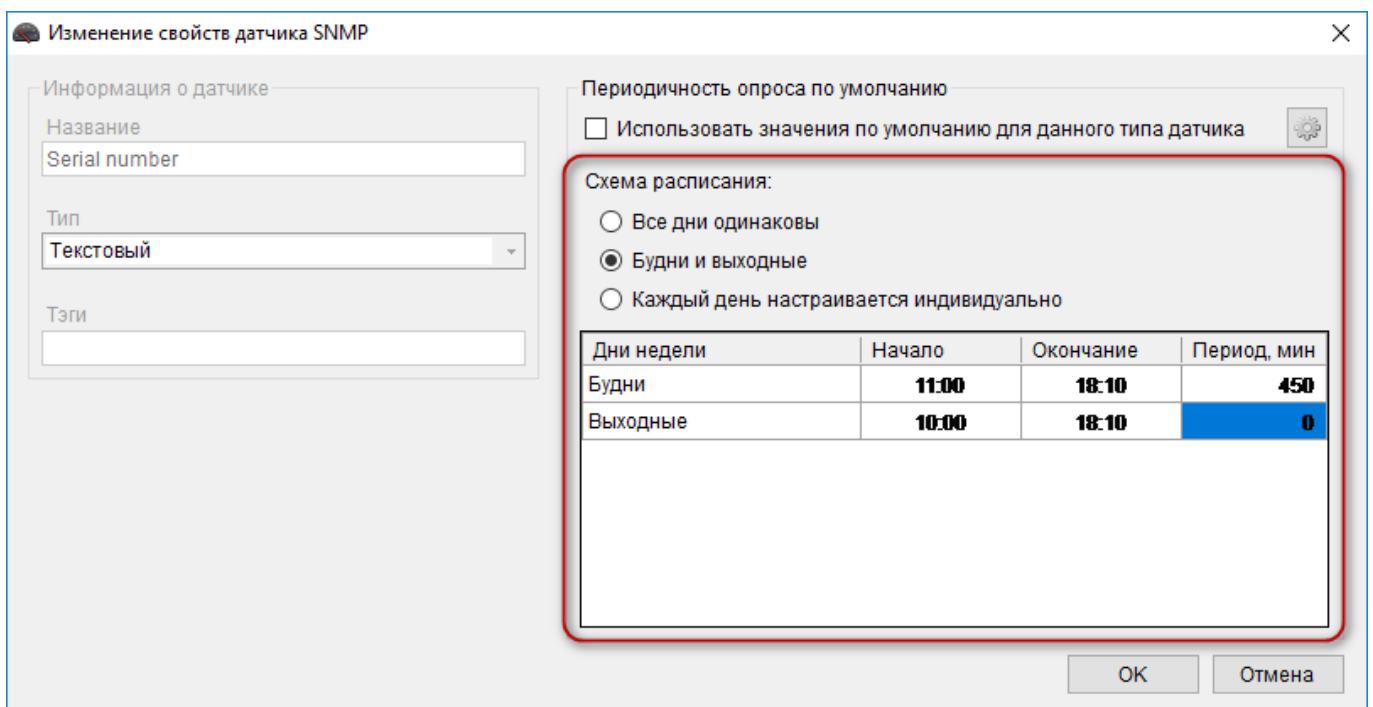 Изменение свойств датчика SNMP
Информация о датчике
Название
Serial number
Тип
Текстовый
Тэги
Периодичность опроса по умолчанию
Использовать значения по умолчанию для данного типа датчика
Схема расписания:
Все дни одинаковы
Будни и выходные
Каждый день настраивается индивидуально
Дни недели Начало Окончание Период, мин
Будни 11:00 18:10 450
Выходные 10:00 18:10 0
OK Отмена